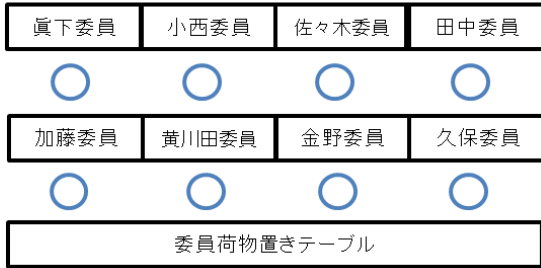 眞下委員 小西委員 佐々木委員 田中委員
加藤委員 黄川田委員 金野委員 久保委員
委員荷物置きテーブル